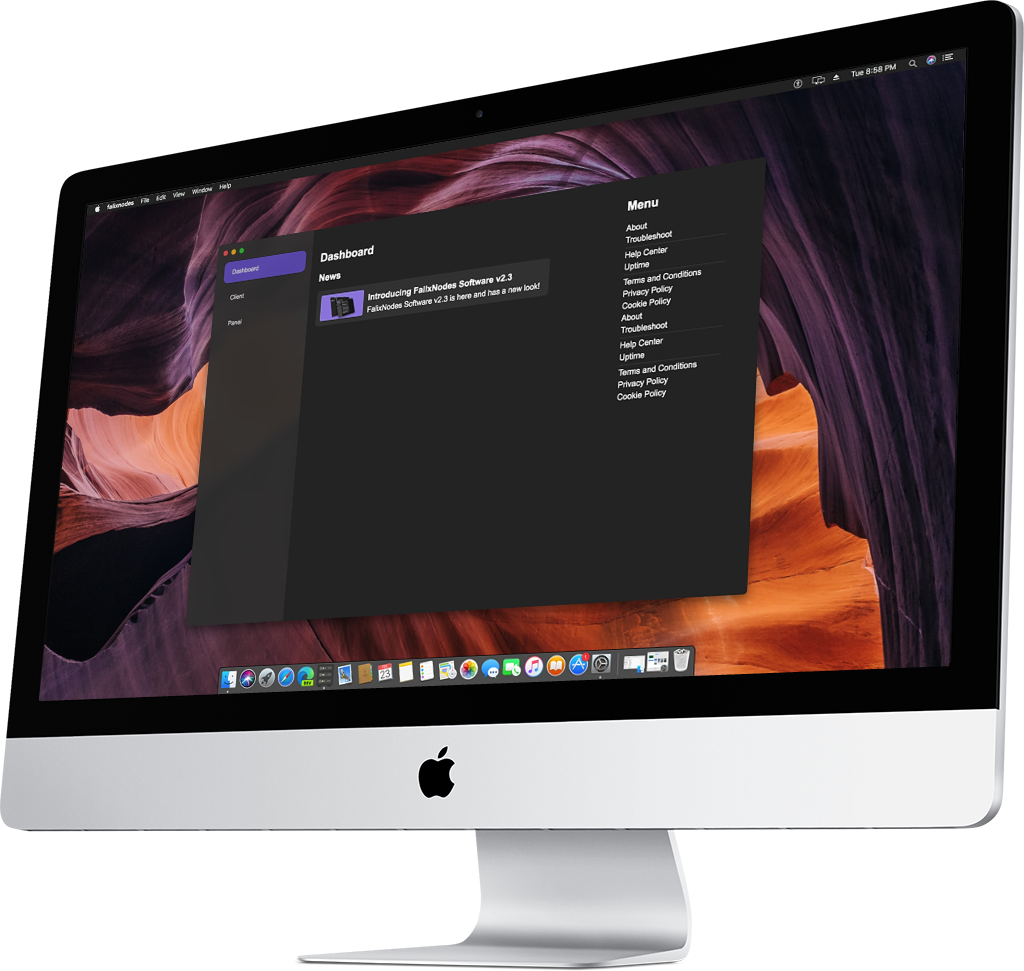 falixnodes File Edit View Window Help
Tue 8:58 PM
Dashboard
Client
Panel
Dashboard
News
Introducing FalixNodes Software v2.3
FalixNodes Software v2.3 is here and has a new look!
Menu
About
Troubleshoot
Help Center
Uptime
Terms and Conditions
Privacy Policy
Cookie Policy
About
Troubleshoot
Help Center
Uptime
Terms and Conditions
Privacy Policy
Cookie Policy
23